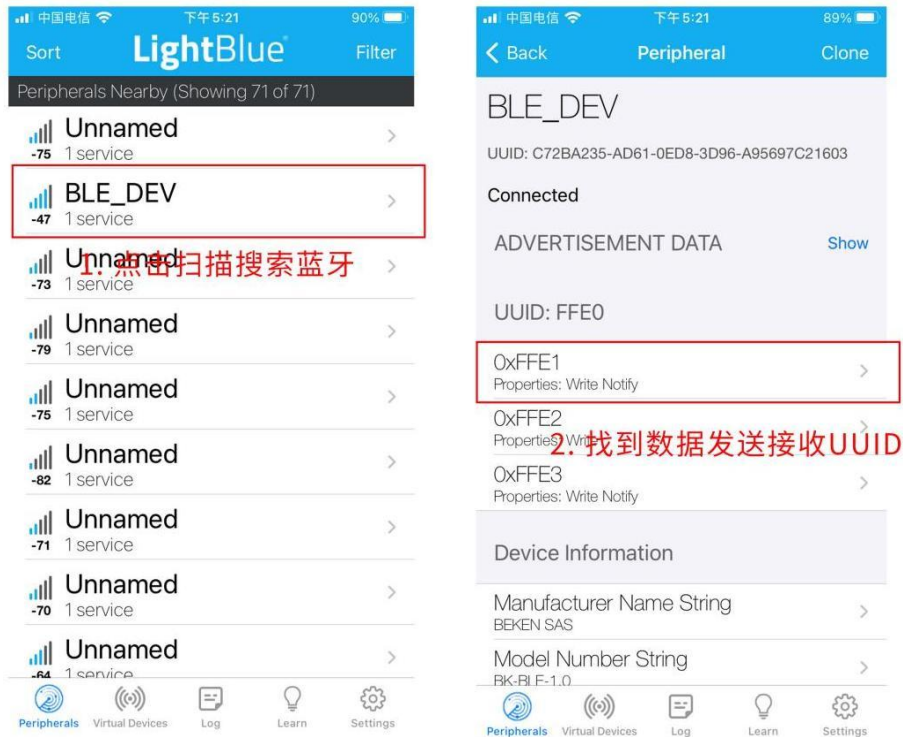 中国电信 下午5:21 90%
Sort LightBlue Filter
Peripherals Nearby (Showing 71 of 71)
Unnamed
-75 1 service
BLE_DEV
-47 1 service
Unnamed
1. 点击扫描搜索蓝牙
-73 1 service
Unnamed
-79 1 service
Unnamed
-75 1 service
Unnamed
-82 1 service
Unnamed
-71 1 service
Unnamed
-70 1 service
Unnamed
-64 1 service
Peripherals Virtual Devices Log Learn Settings
中国电信 下午5:21 89%
Back Peripheral Clone
BLE_DEV
UUID: C72BA235-AD61-0ED8-3D96-A95697C21603
Connected
ADVERTISEMENT DATA Show
UUID: FFE0
0xFFE1
Properties: Write Notify
0xFFE2
Properties: Write
2. 找到数据发送接收UUID
0xFFE3
Properties: Write Notify
Device Information
Manufacturer Name String
BEKEN SAS
Model Number String
BK-BLE-1.0
Peripherals Virtual Devices Log Learn Settings